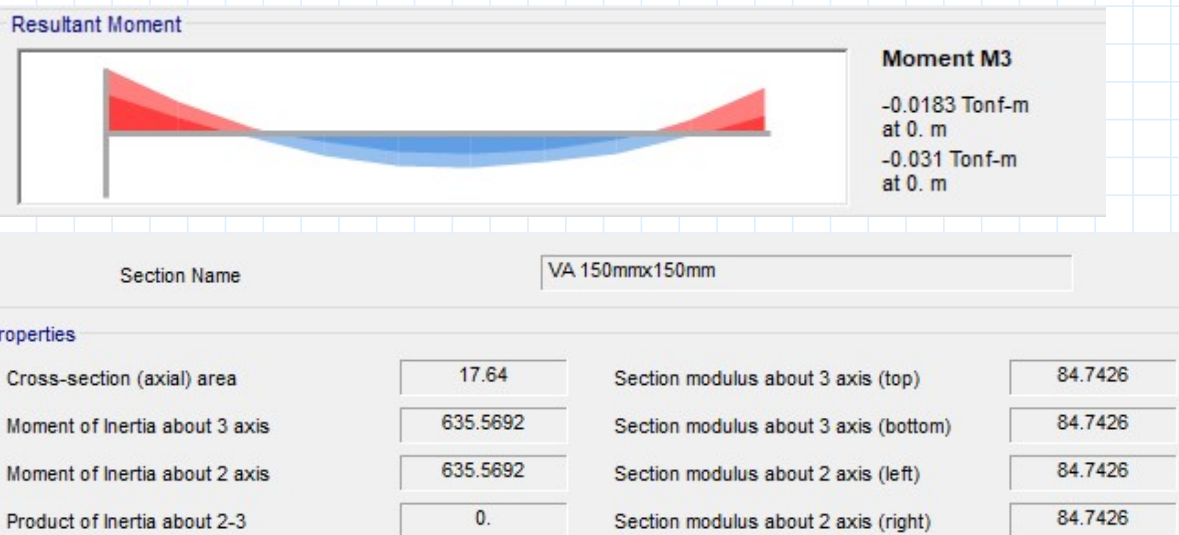 Resultant Moment
Moment M3
-0.0183 Tonf-m
at 0. m
-0.031 Tonf-m
at 0. m
Section Name VA 150mmx150mm
roperties
Cross-section (axial) area 17.64 Section modulus about 3 axis (top) 84.7426
Moment of Inertia about 3 axis 635.5692 Section modulus about 3 axis (bottom) 84.7426
Moment of Inertia about 2 axis 635.5692 Section modulus about 2 axis (left) 84.7426
Product of Inertia about 2-3 0. Section modulus about 2 axis (right) 84.7426